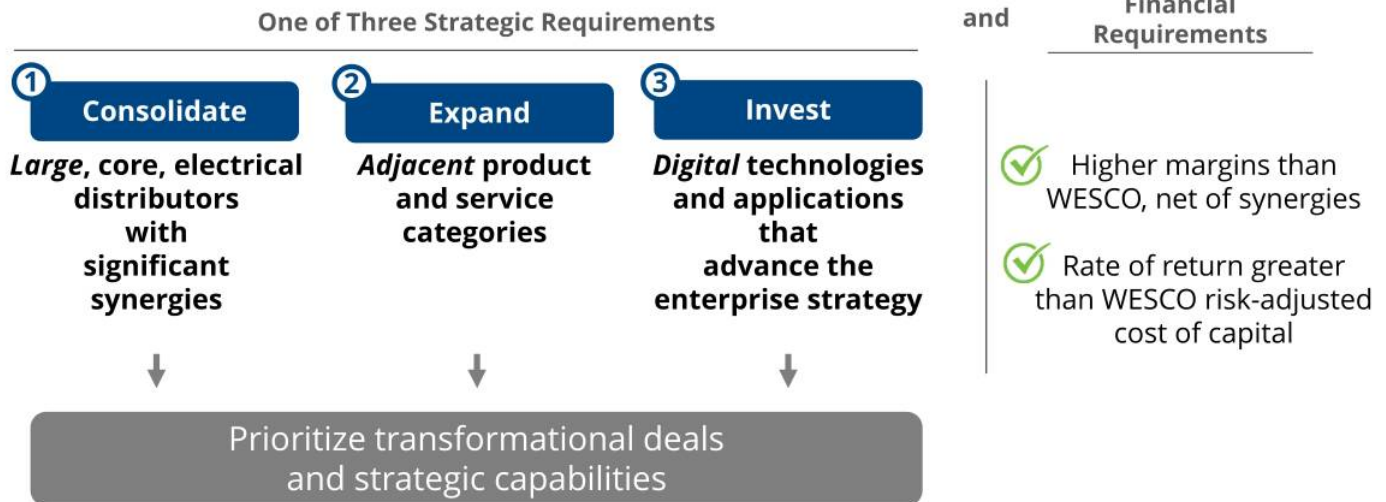 One of Three Strategic Requirements
and
Financial
Requirements
1
Consolidate
Large, core, electrical
distributors
with
significant
synergies
2
Expand
Adjacent product
and service
categories
3
Invest
Digital technologies
and applications
that
advance the
enterprise strategy
Higher margins than
WESCO, net of synergies
Rate of return greater
than WESCO risk-adjusted
cost of capital
Prioritize transformational deals
and strategic capabilities